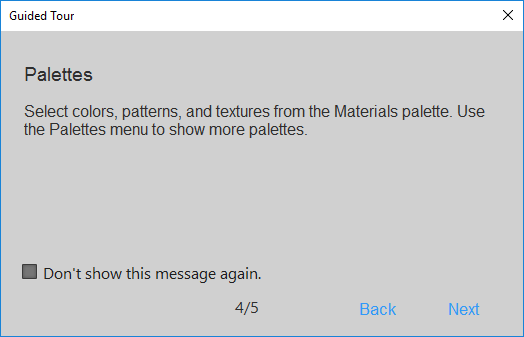 Guided Tour
Palettes
Select colors, patterns, and textures from the Materials palette. Use
the Palettes menu to show more palettes.
Don't show this message again.
4/5
Back
Next